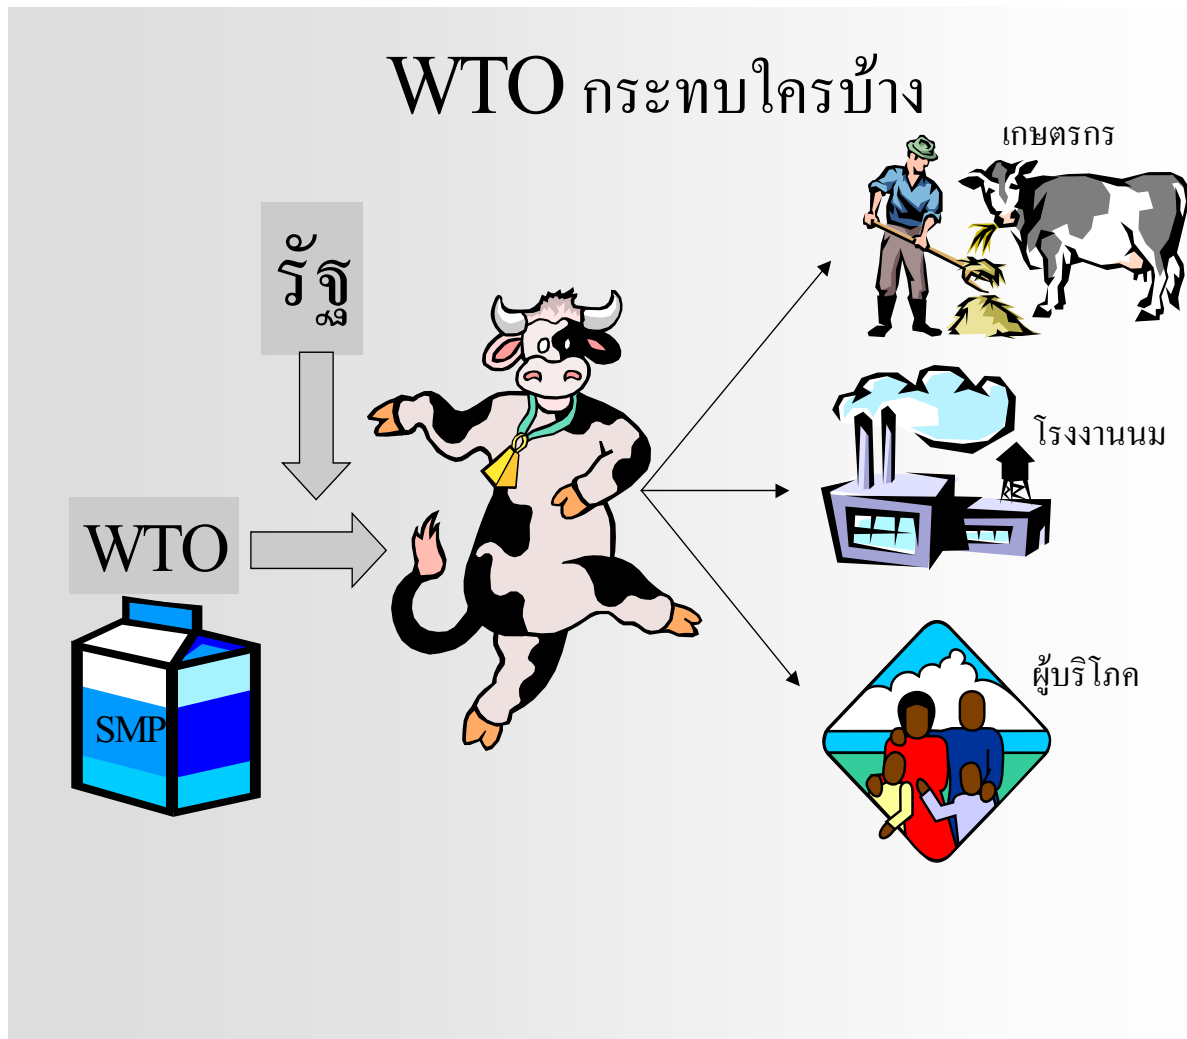 WTO กระทบใครบ้าง
เกษตรกร
รัฐ
โรงงานนม
WTO
ผู้บริโภค
SMP